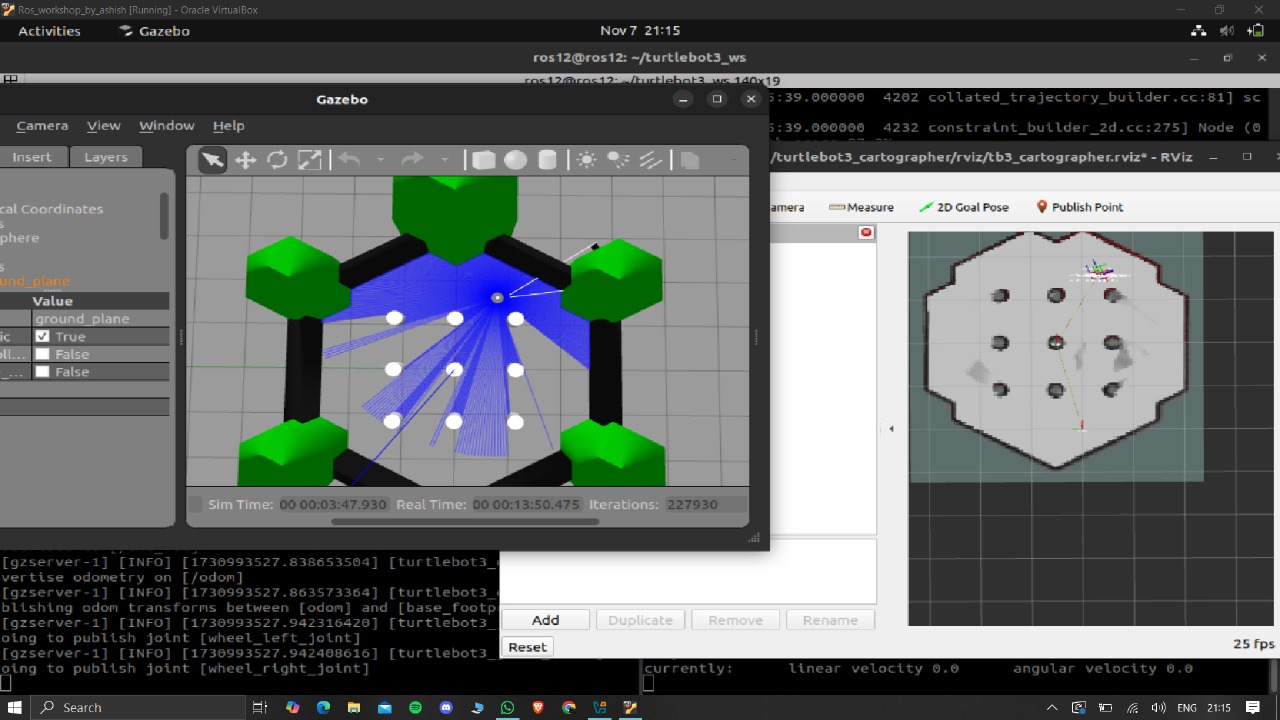 Ros_workshop_by_ashish [Running] - Oracle VirtualBox
Activities
Gazebo
Nov 7 21:15
ros12@ros12: ~/turtlebot3_ws
ros12@ros12: ~/turtlebot3_ws 140x19
5:39.000000 4202 collated_trajectory_builder.cc:81] sc
5:39.000000 4232 constraint_builder_2d.cc:275] Node (0
Gazebo
Camera View Window Help
Insert Layers
cal Coordinates
s
phere
s
und_plane
Value
ground_plane
ic True
oll... False
_... False
Sim Time: 00 00:03:47.930 Real Time: 00 00:13:50.475 Iterations: 227930
/turtlebot3_cartographer/rviz/tb3_cartographer.rviz* - RViz
amera Measure 2D Goal Pose Publish Point
Add Duplicate Remove Rename
Reset
25 fps
[gzserver-1] [INFO] [1730993527.838653504] [turtlebot3_
vertise odometry on [/odom]
[gzserver-1] [INFO] [1730993527.863573364] [turtlebot3_
blishing odom transforms between [odom] and [base_footp
[gzserver-1] [INFO] [1730993527.942316420] [turtlebot3_
oing to publish joint [wheel_left_joint]
[gzserver-1] [INFO] [1730993527.942408616] [turtlebot3_
oing to publish joint [wheel_right_joint]
currently: linear velocity 0.0 angular velocity 0.0
Search
ENG 21:15